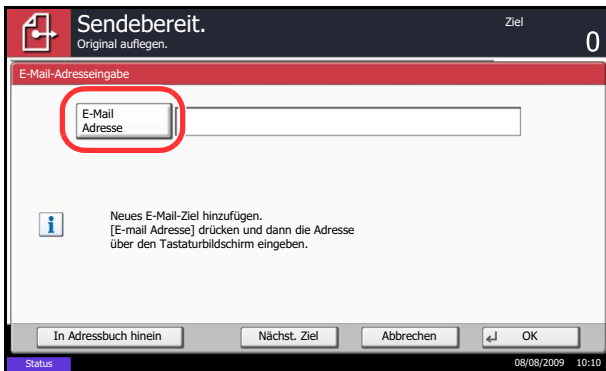 Sendebereit.
Original auflegen.
Ziel
0
E-Mail-Adresseingabe
E-Mail
Adresse
Neues E-Mail-Ziel hinzufügen.
[E-mail Adresse] drücken und dann die Adresse
über den Tastaturbildschirm eingeben.
In Adressbuch hinein
Nächst. Ziel
Abbrechen
OK
Status
08/08/2009 10:10